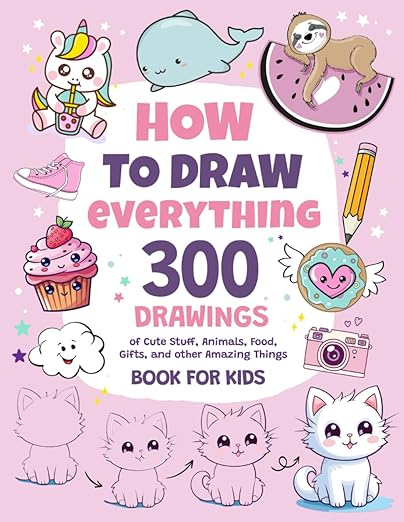 HOW
TO DRAW
everything
300
DRAWINGS
of Cute Stuff, Animals, Food,
Gifts, and other Amazing Things
BOOK FOR KIDS